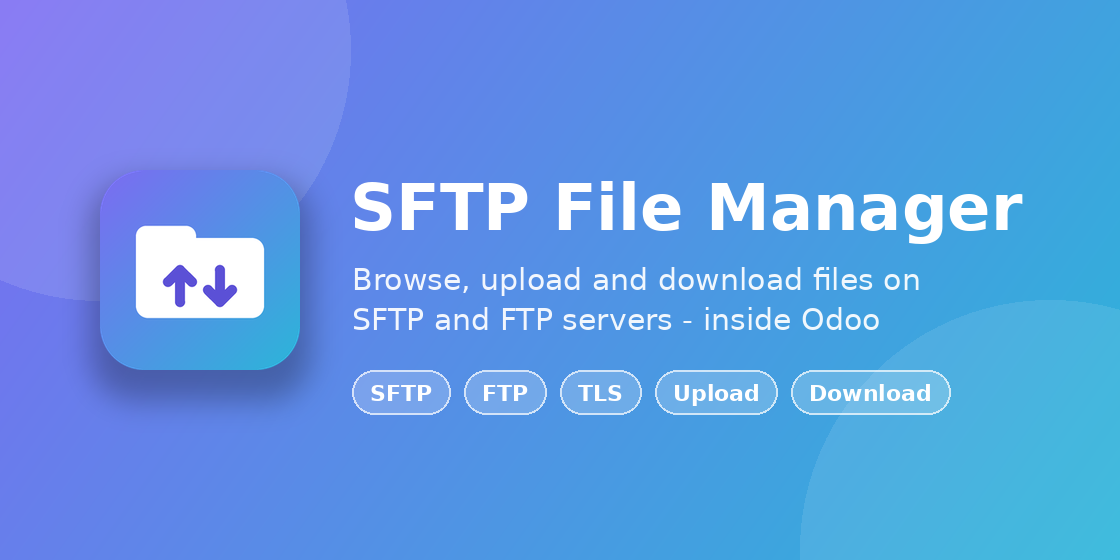 SFTP File Manager
Browse, upload and download files on
SFTP and FTP servers - inside Odoo
SFTP FTP TLS Upload Download